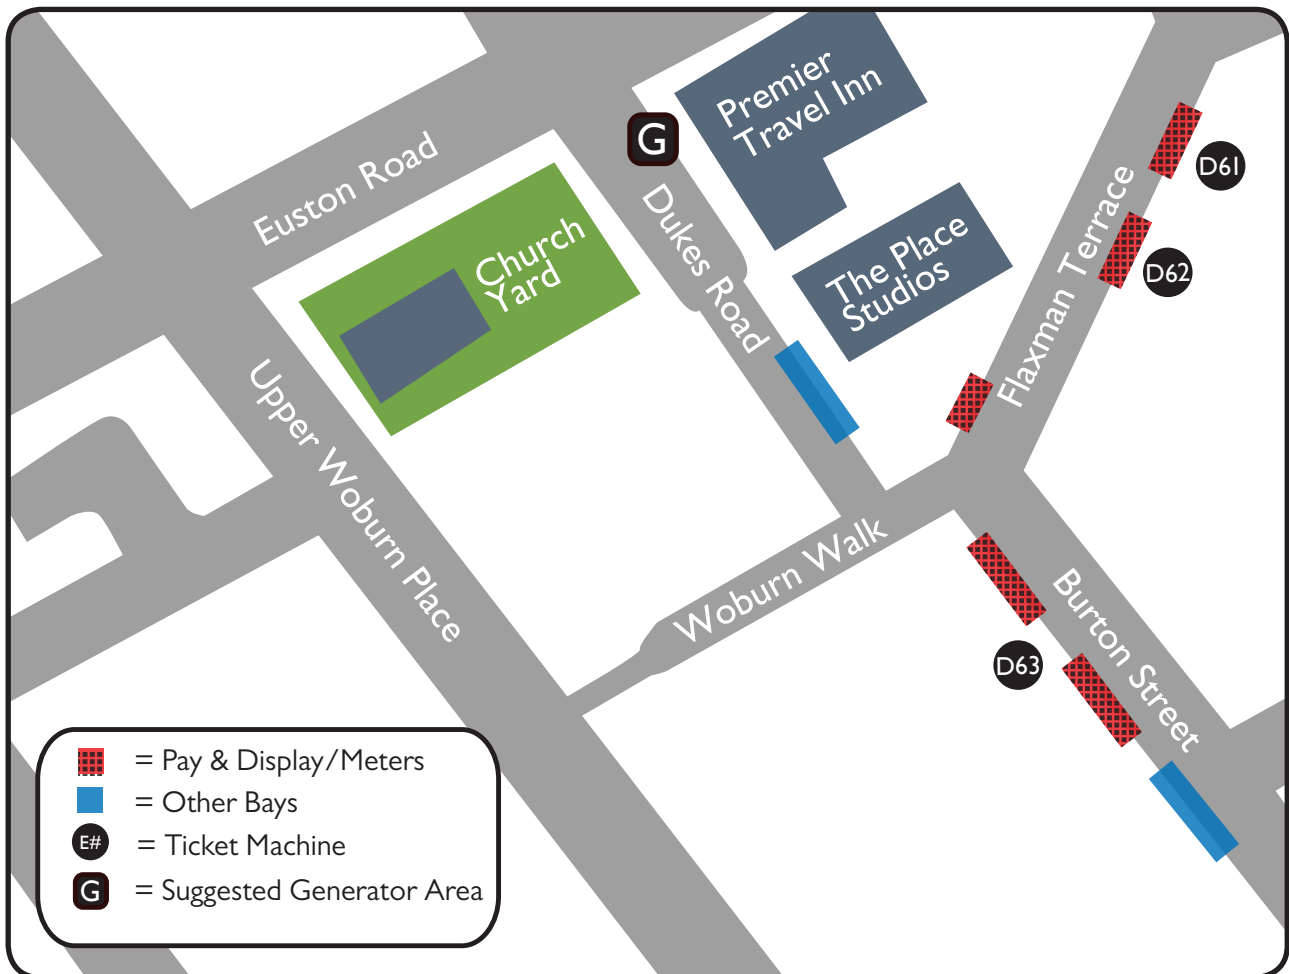 Premier
Travel Inn
G
D61
Euston Road
Dukes Road
Church
Yard
The Place
Studios
Flaxman Terrace
D62
Upper Woburn Place
Woburn Walk
Burton Street
D63
= Pay & Display/Meters
= Other Bays
E# = Ticket Machine
G = Suggested Generator Area